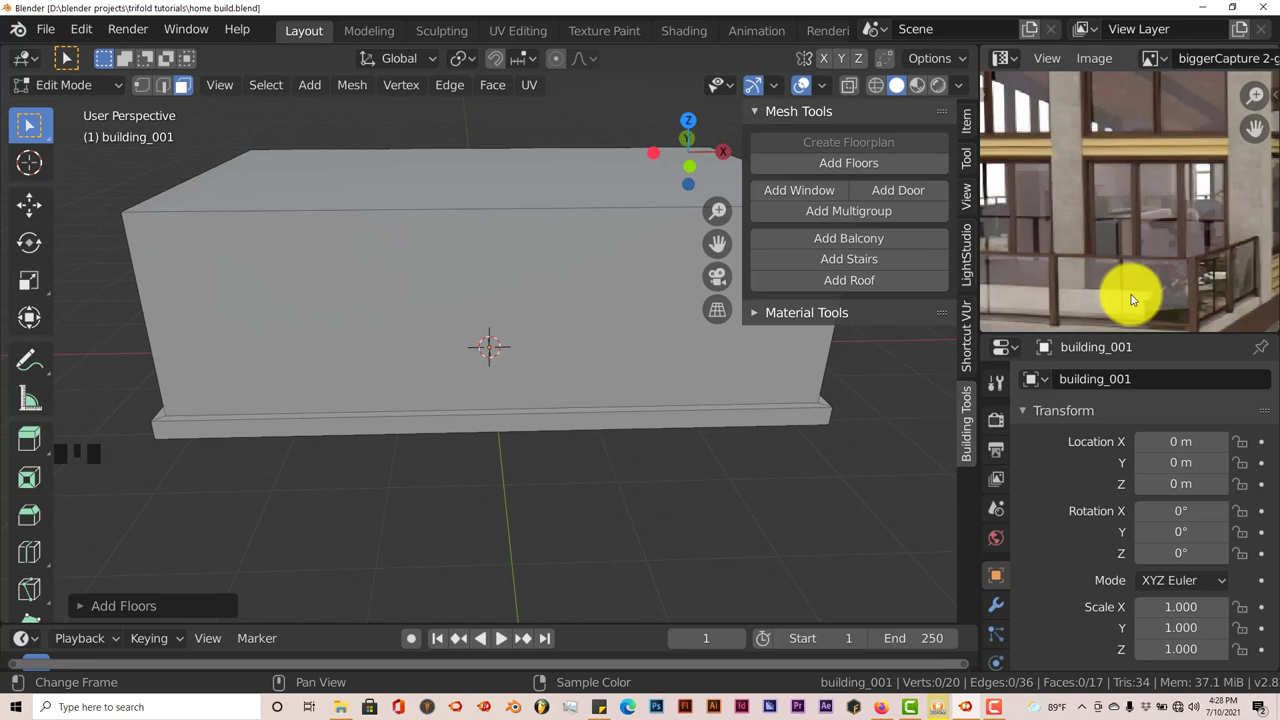 Blender [D:\blender projects\trifold tutorials\home build.blend]
File Edit Render Window Help Layout Modeling Sculpting UV Editing Texture Paint Shading Animation Renderi Scene View Layer
Global X Y Z Options View Image biggerCapture 2-g
Edit Mode View Select Add Mesh Vertex Edge Face UV
User Perspective
(1) building_001
Z
Y
X
Mesh Tools
Create Floorplan
Add Floors
Add Window Add Door
Add Multigroup
Add Balcony
Add Stairs
Add Roof
Material Tools
Item
Tool
View
LightStudio
Shortcut VUr
Building Tools
Add Floors
building_001
building_001
Transform
Location X 0 m
Y 0 m
Z 0 m
Rotation X 0°
Y 0°
Z 0°
Mode XYZ Euler
Scale X 1.000
Y 1.000
Z 1.000
Playback Keying View Marker 1 Start 1 End 250
Change Frame Pan View Sample Color building_001 | Verts:0/20 | Edges:0/36 | Faces:0/17 | Tris:34 | Mem: 37.1 MiB | v2.8
Type here to search 89°F 4:28 PM
7/10/2021